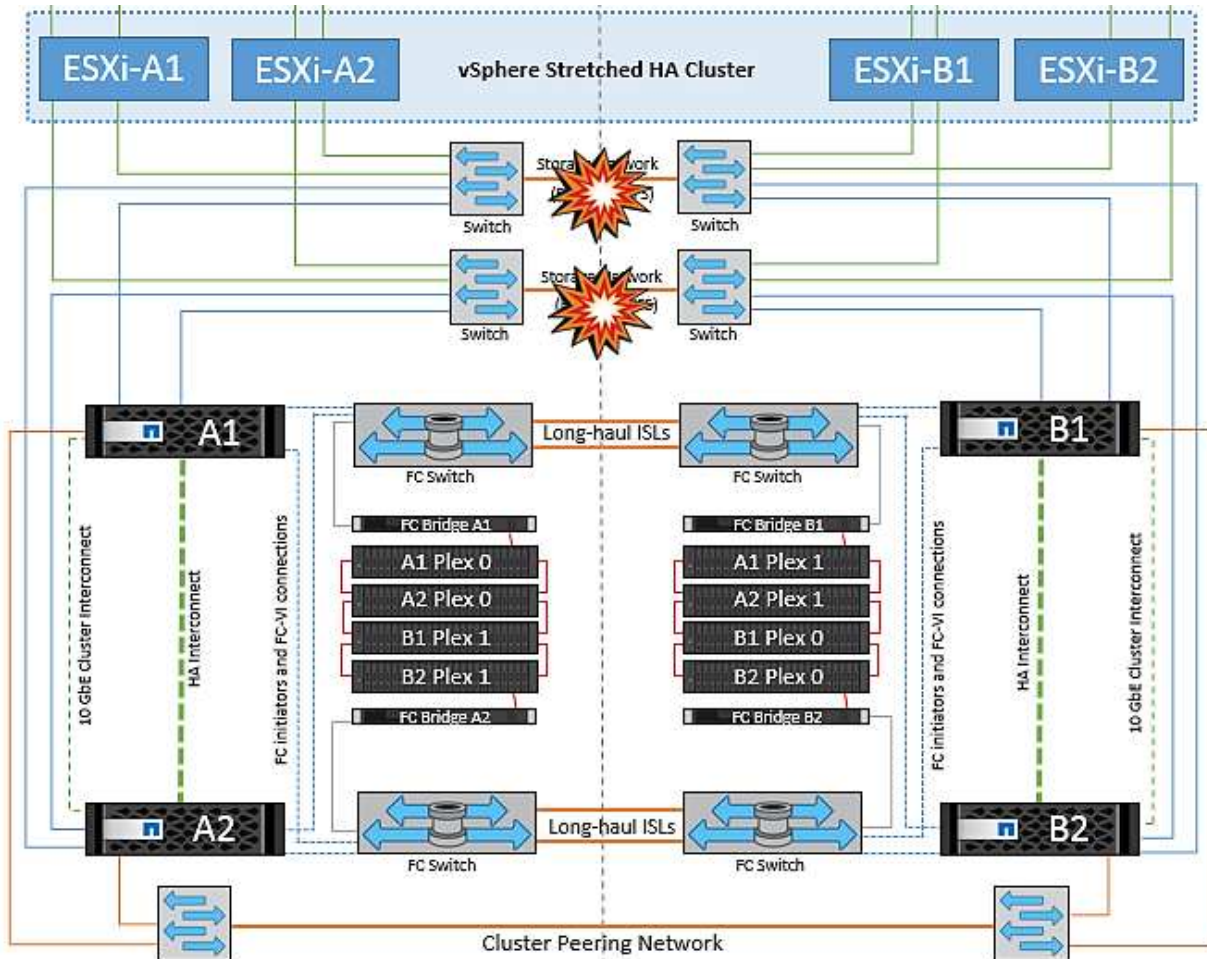 ESXi-A1
ESXi-A2
vSphere Stretched HA Cluster
ESXi-B1
ESXi-B2
Switch
Switch
Switch
Switch
A1
B1
Long-haul ISLs
FC Switch
FC Switch
10 GbE Cluster Interconnect
HA Interconnect
FC initiators and FC-VI connections
FC Bridge A1
A1 Plex 0
A2 Plex 0
B1 Plex 1
B2 Plex 1
FC Bridge A2
FC Bridge B1
A1 Plex 1
A2 Plex 1
B1 Plex 0
B2 Plex 0
FC Bridge B2
FC initiators and FC-VI connections
HA Interconnect
10 GbE Cluster Interconnect
A2
B2
Long-haul ISLs
FC Switch
FC Switch
Cluster Peering Network